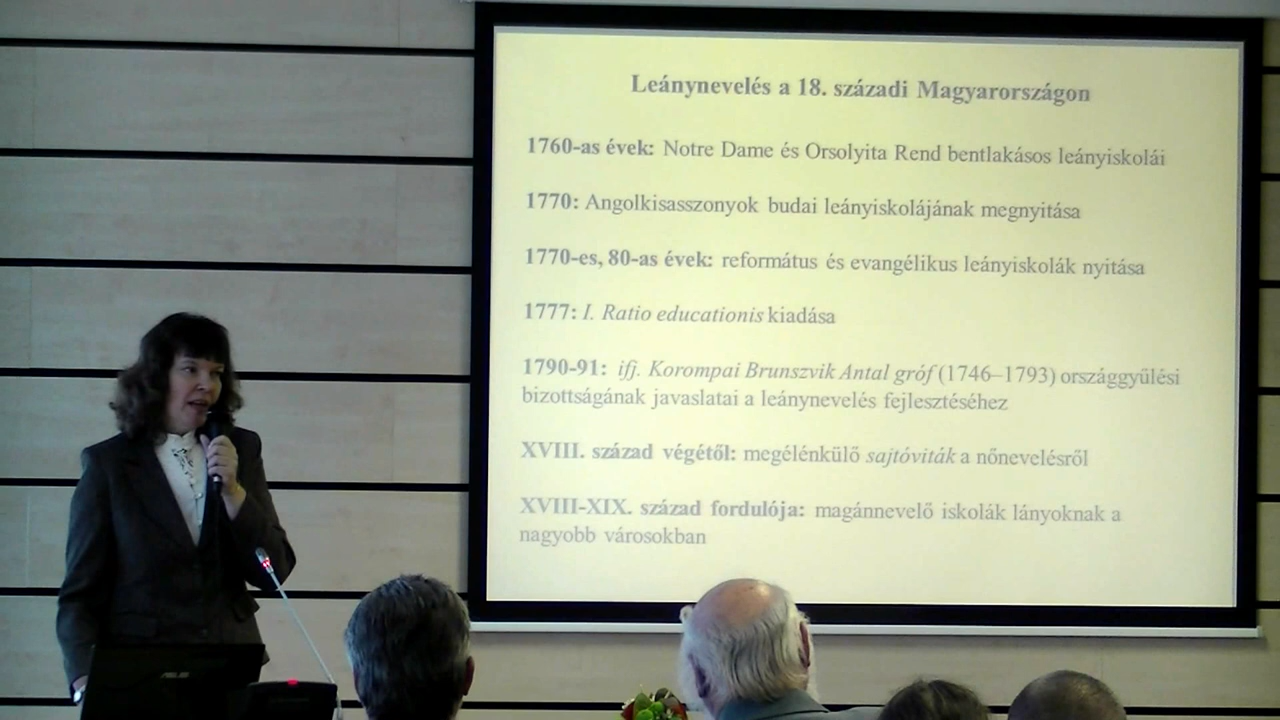 Leánynevelés a 18. századi Magyarországon
1760-as évek: Notre Dame és Orsolyita Rend bentlakásos leányiskolái
1770: Angolkisasszonyok budai leányiskolájának megnyitása
1770-es, 80-as évek: református és evangélikus leányiskolák nyitása
1777: I. Ratio educationis kiadása
1790-91: ifj. Korompai Brunszvik Antal gróf (1746–1793) országgyűlési
bizottságának javaslatai a leánynevelés fejlesztéséhez
XVIII. század végétől: megélénkülő sajtóviták a nőnevelésről
XVIII-XIX. század fordulója: magánnevelő iskolák lányoknak a
nagyobb városokban
ASUS